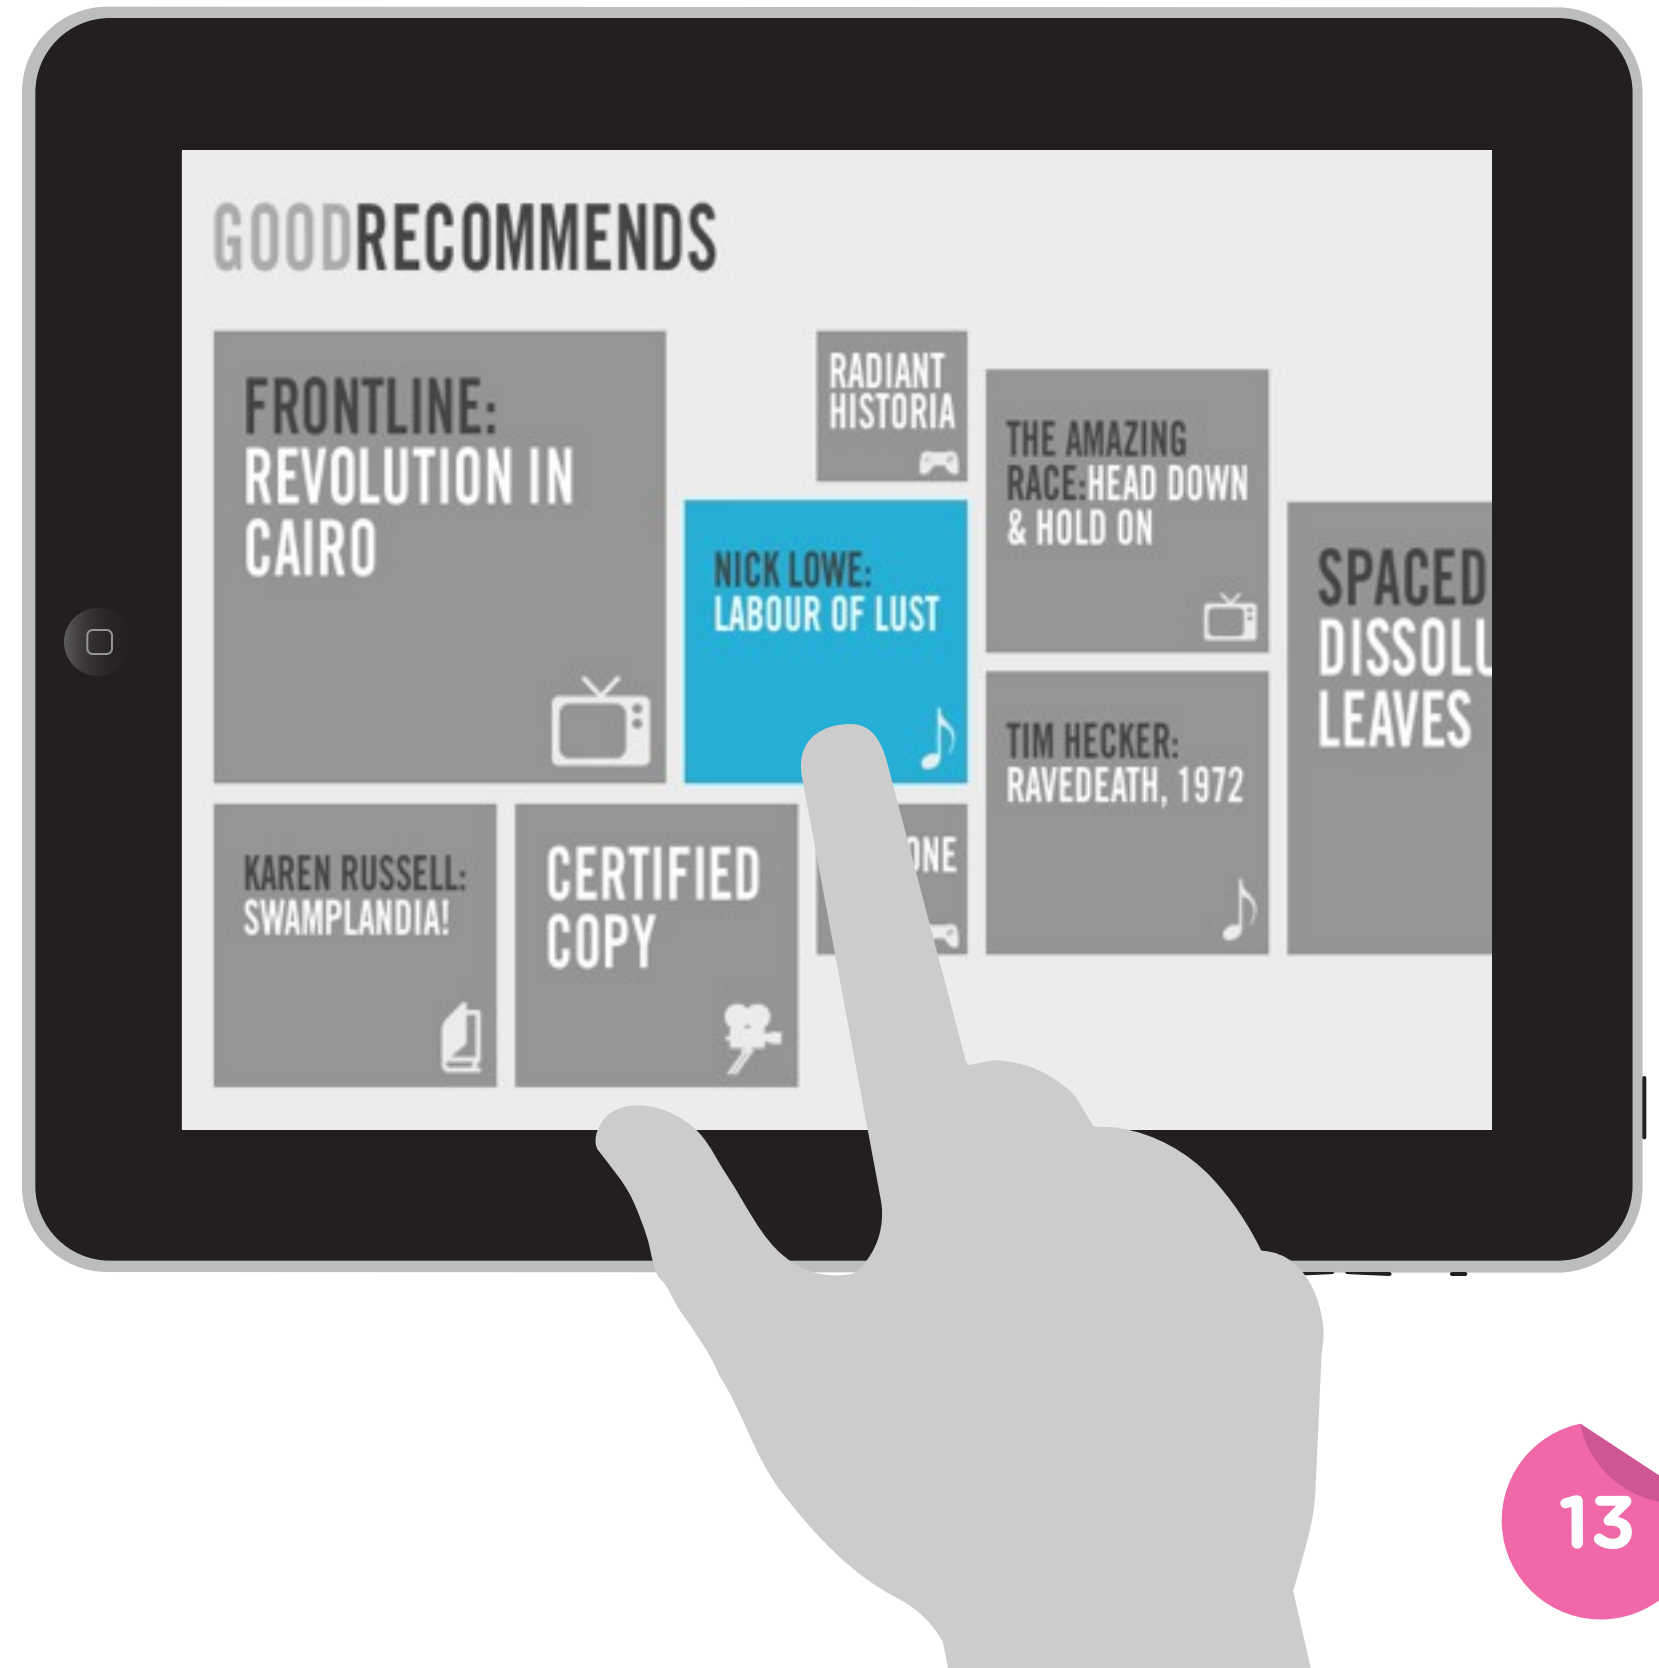 GOODRECOMMENDS
FRONTLINE:
REVOLUTION IN
CAIRO
RADIANT
HISTORIA
NICK LOWE:
LABOUR OF LUST
THE AMAZING
RACE:HEAD DOWN
& HOLD ON
TIM HECKER:
RAVEDEATH, 1972
SPACED
LEAVES
KAREN RUSSELL:
SWAMPLANDIA!
CERTIFIED
COPY
13